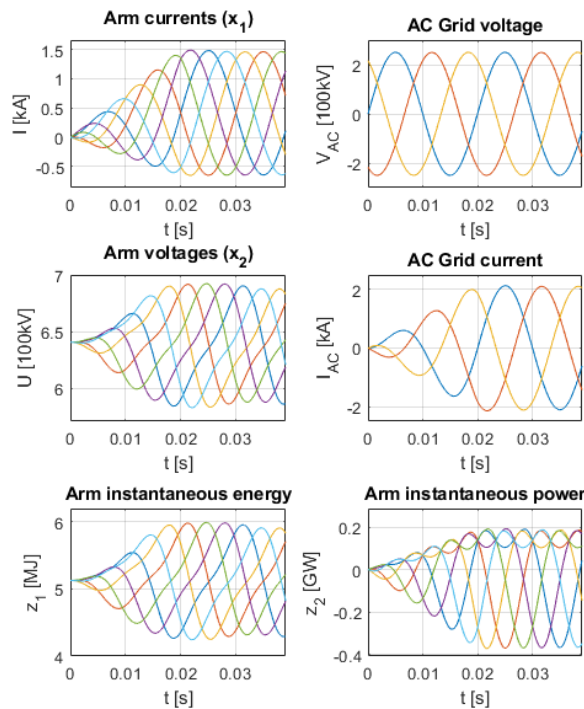 Arm currents (x1)
I [kA]
1.5
1
0.5
0
-0.5
0
0.01
0.02
0.03
t [s]
AC Grid voltage
VAC [100kV]
2
0
-2
0
0.01
0.02
0.03
t [s]
Arm voltages (x2)
U [100kV]
7
6.5
6
0
0.01
0.02
0.03
t [s]
AC Grid current
IAC [kA]
2
0
-2
0
0.01
0.02
0.03
t [s]
Arm instantaneous energy
z1 [MJ]
6
5
4
0
0.01
0.02
0.03
t [s]
Arm instantaneous power
z2 [GW]
0.2
0
-0.2
-0.4
0
0.01
0.02
0.03
t [s]